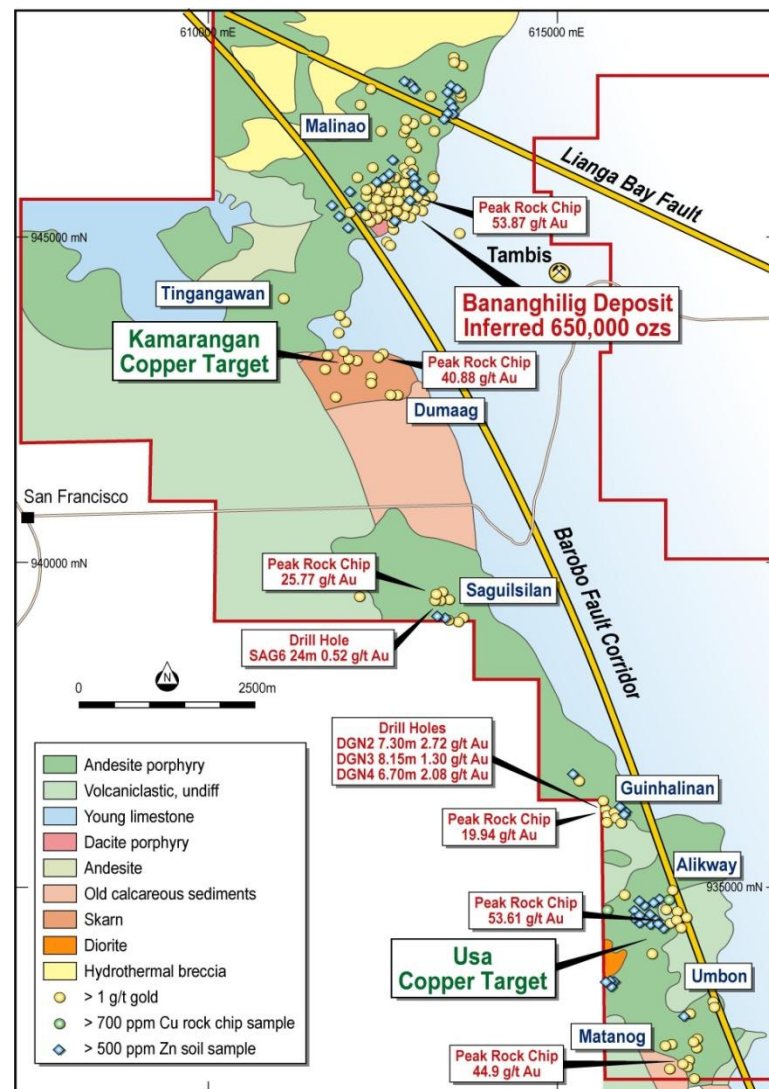 610000 mE
615000 mE
Malinao
Lianga Bay Fault
Peak Rock Chip
53.87 g/t Au
945000 mN
Tambis
Tingangawan
Bananghilig Deposit
Inferred 650,000 ozs
Kamarangan
Copper Target
Peak Rock Chip
40.88 g/t Au
Dumaag
San Francisco
940000 mN
Peak Rock Chip
25.77 g/t Au
Saguilsilan
Barobo Fault Corridor
Drill Hole
SAG6 24m 0.52 g/t Au
N
0
2500m
Drill Holes
DGN2 7.30m 2.72 g/t Au
DGN3 8.15m 1.30 g/t Au
DGN4 6.70m 2.08 g/t Au
Guinhalinan
Peak Rock Chip
19.94 g/t Au
Alikway
935000 mN
Peak Rock Chip
53.61 g/t Au
Usa
Copper Target
Umbon
Matanog
Peak Rock Chip
44.9 g/t Au
Andesite porphyry
Volcaniclastic, undiff
Young limestone
Dacite porphyry
Andesite
Old calcareous sediments
Skarn
Diorite
Hydrothermal breccia
> 1 g/t gold
> 700 ppm Cu rock chip sample
> 500 ppm Zn soil sample